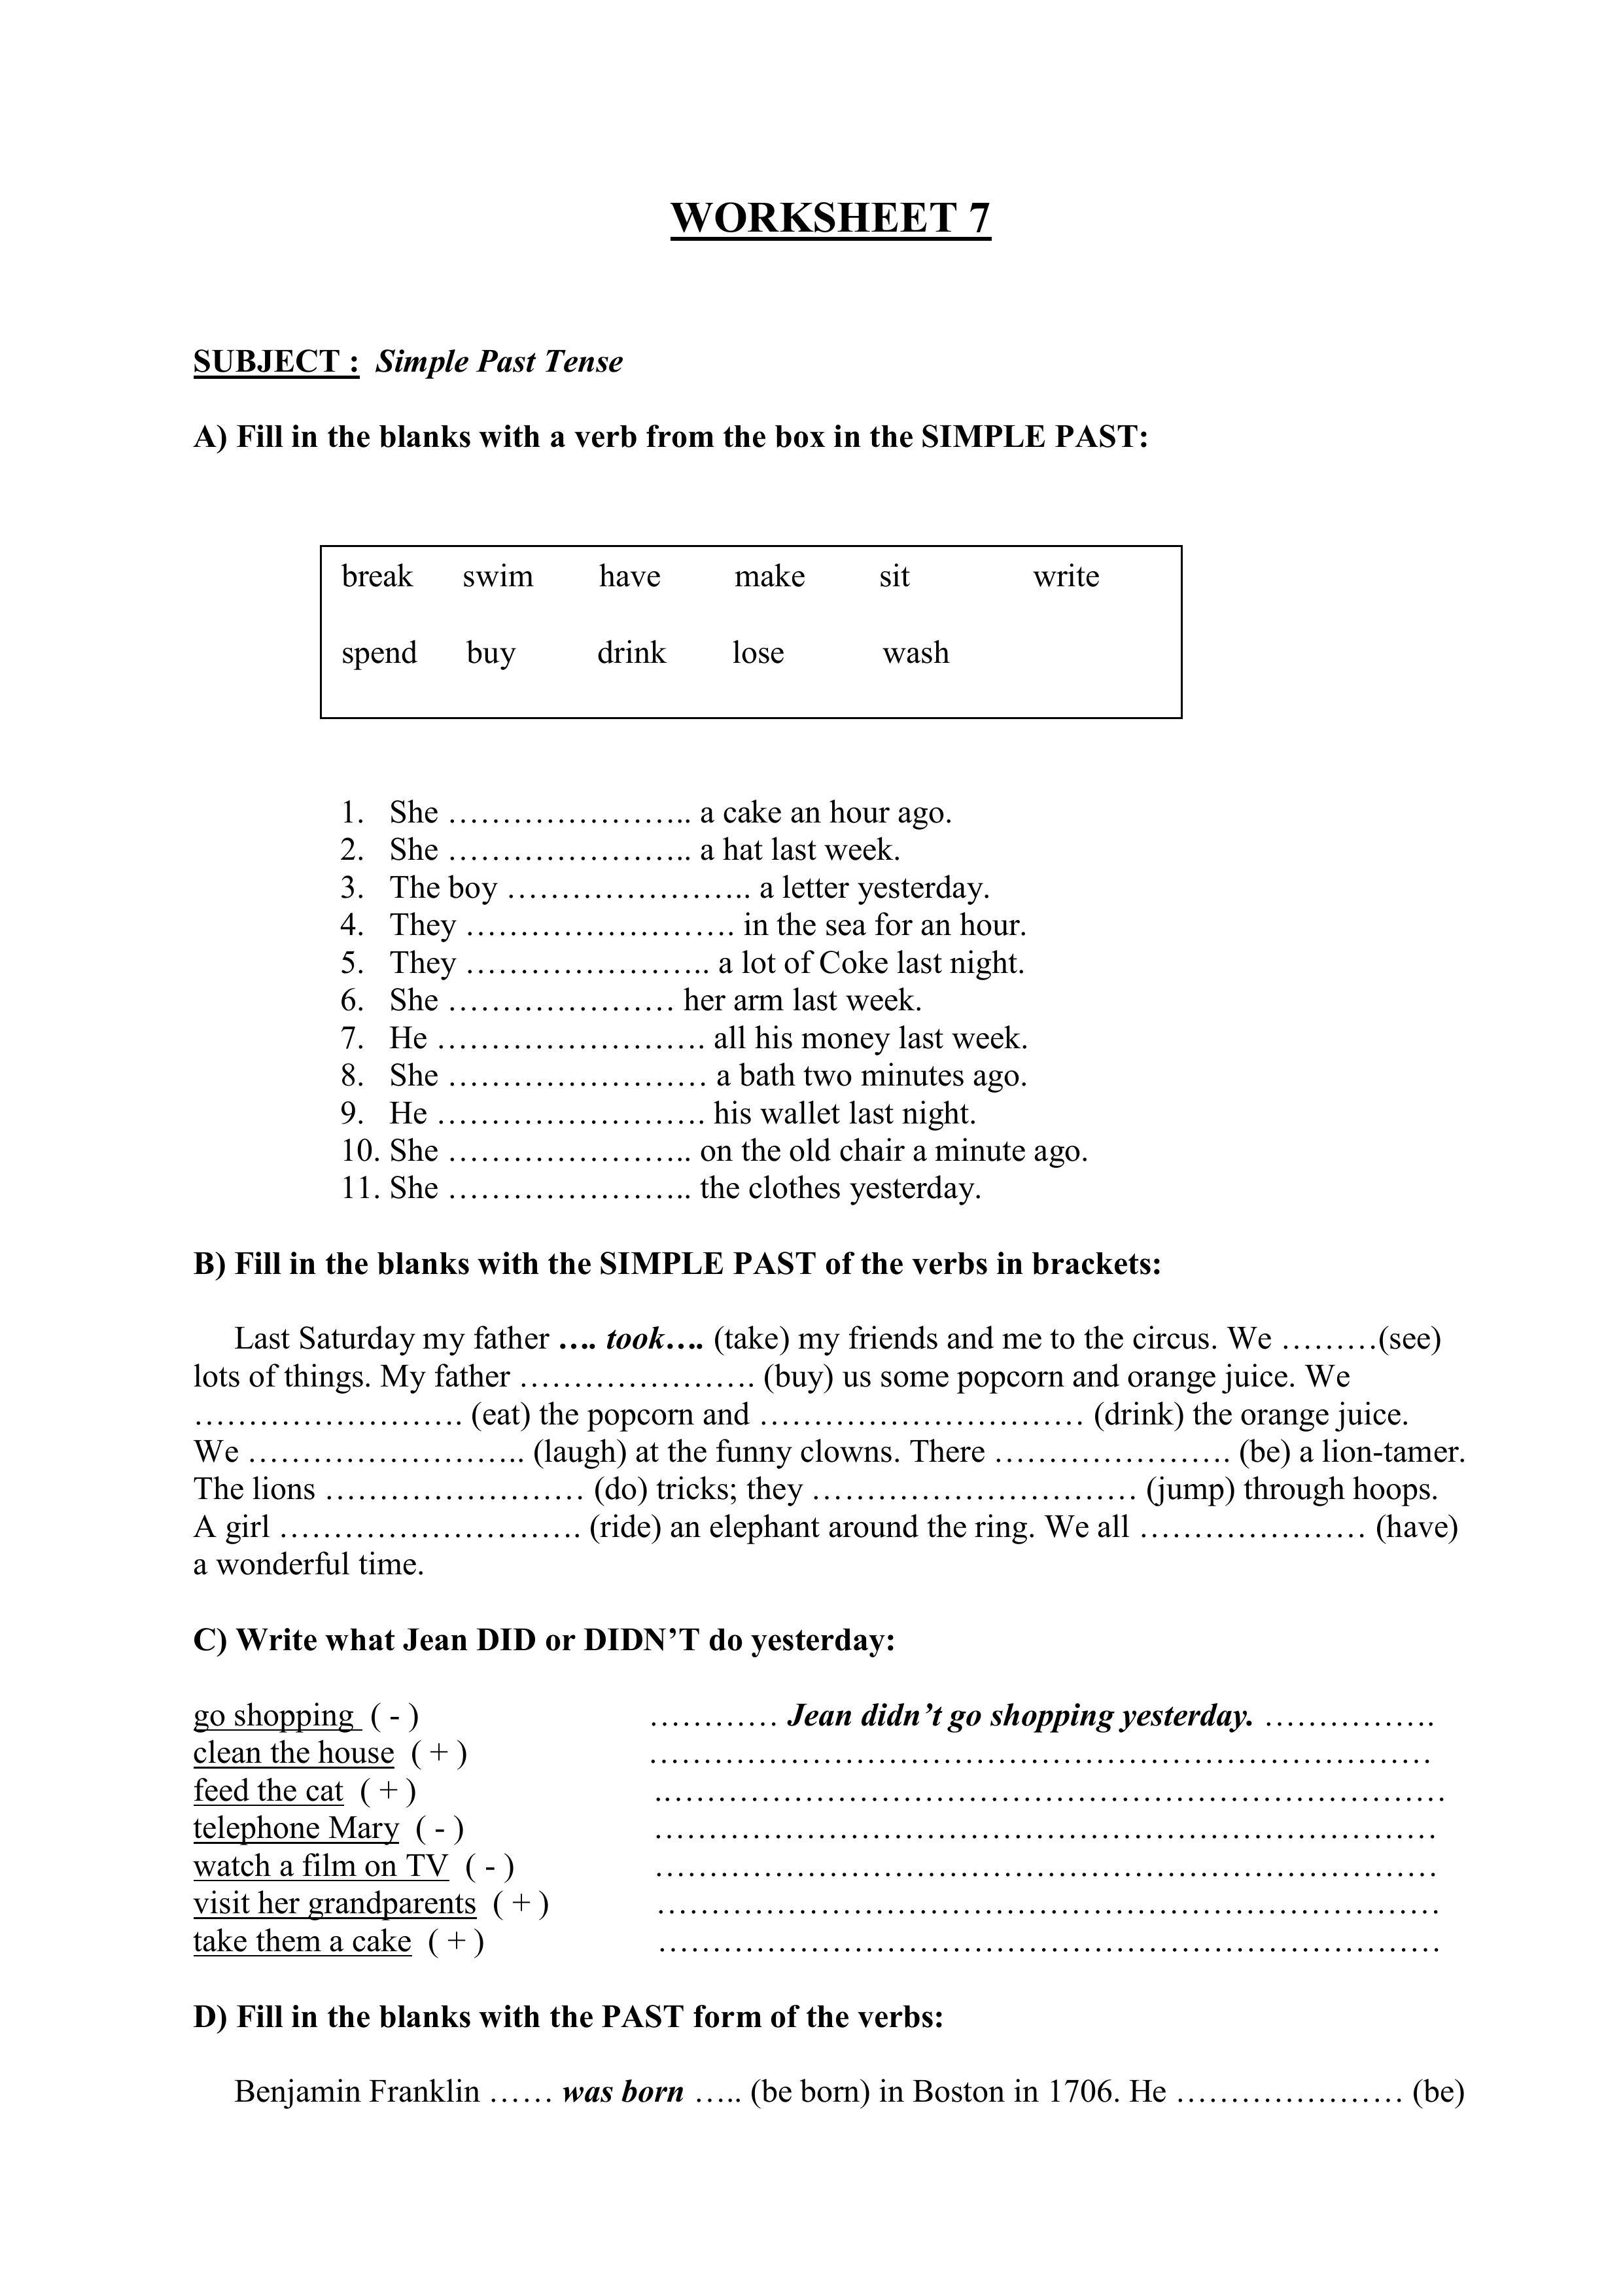 WORKSHEET 7
SUBJECT : Simple Past Tense
A) Fill in the blanks with a verb from the box in the SIMPLE PAST:
break swim have make sit write
spend buy drink lose wash
1. She ………………….. a cake an hour ago.
2. She ………………….. a hat last week.
3. The boy ………………….. a letter yesterday.
4. They ……………………. in the sea for an hour.
5. They ………………….. a lot of Coke last night.
6. She ………………… her arm last week.
7. He ……………………. all his money last week.
8. She …………………… a bath two minutes ago.
9. He ……………………. his wallet last night.
10. She ………………….. on the old chair a minute ago.
11. She ………………….. the clothes yesterday.
B) Fill in the blanks with the SIMPLE PAST of the verbs in brackets:
Last Saturday my father …. took…. (take) my friends and me to the circus. We ………(see)
lots of things. My father …………………. (buy) us some popcorn and orange juice. We
……………………. (eat) the popcorn and ………………………… (drink) the orange juice.
We …………………….. (laugh) at the funny clowns. There …………………. (be) a lion-tamer.
The lions …………………… (do) tricks; they ………………………… (jump) through hoops.
A girl ………………………. (ride) an elephant around the ring. We all ………………… (have)
a wonderful time.
C) Write what Jean DID or DIDN’T do yesterday:
go shopping ( - ) ………… Jean didn’t go shopping yesterday. …………….
clean the house ( + ) ………………………………………………………………
feed the cat ( + ) ………………………………………………………………
telephone Mary ( - ) ………………………………………………………………
watch a film on TV ( - ) ………………………………………………………………
visit her grandparents ( + ) ………………………………………………………………
take them a cake ( + ) ………………………………………………………………
D) Fill in the blanks with the PAST form of the verbs:
Benjamin Franklin …… was born ….. (be born) in Boston in 1706. He ………………… (be)